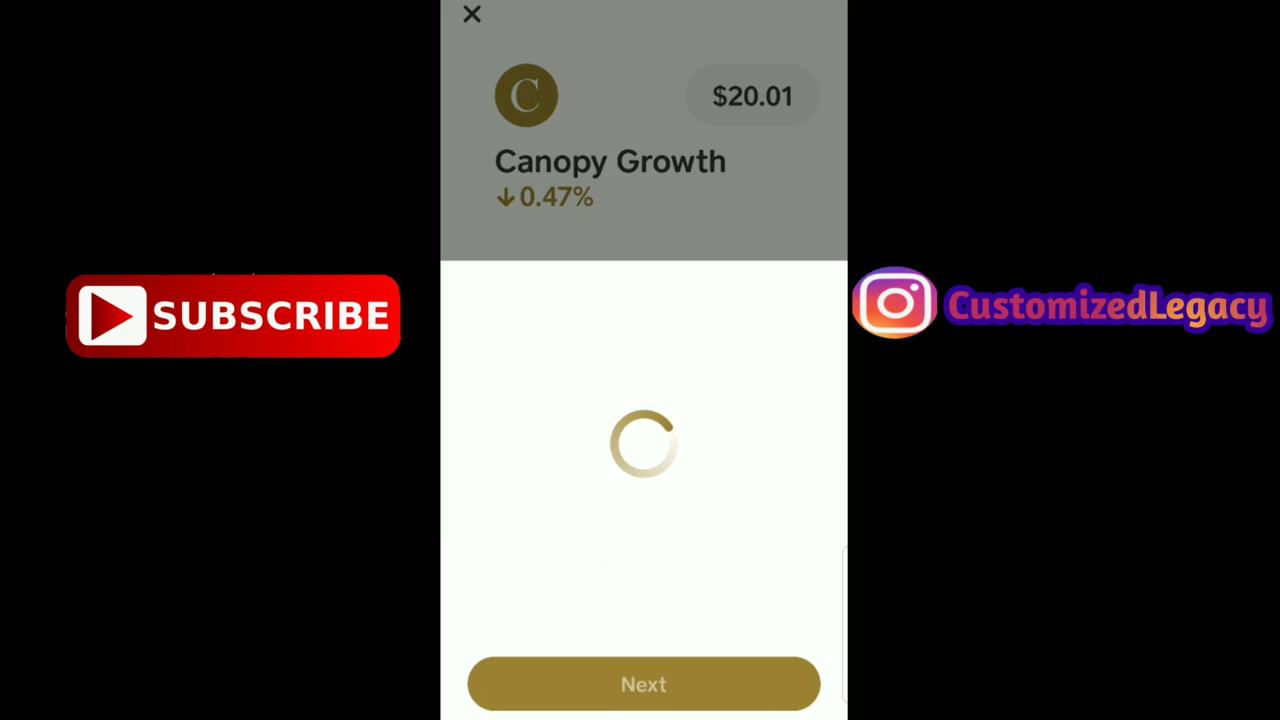 C
$20.01
Canopy Growth
↓0.47%
SUBSCRIBE
CustomizedLegacy
Next